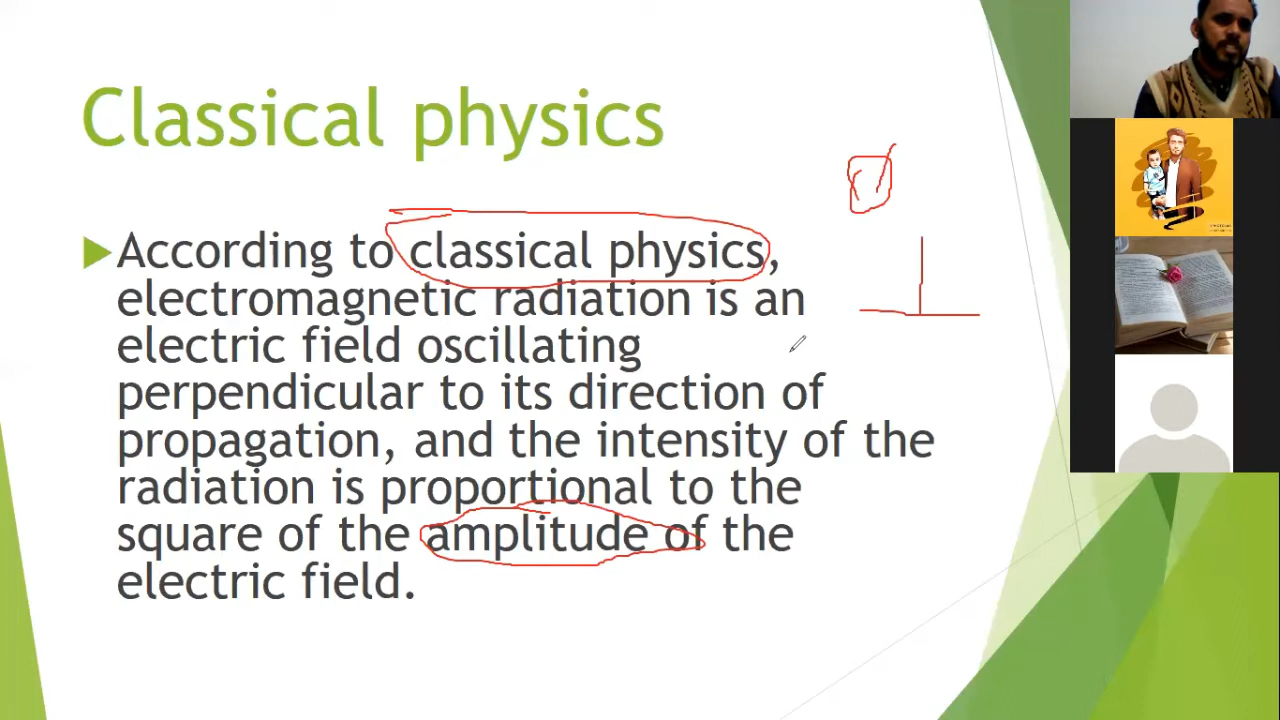 Classical physics
According to classical physics,
electromagnetic radiation is an
electric field oscillating
perpendicular to its direction of
propagation, and the intensity of the
radiation is proportional to the
square of the amplitude of the
electric field.